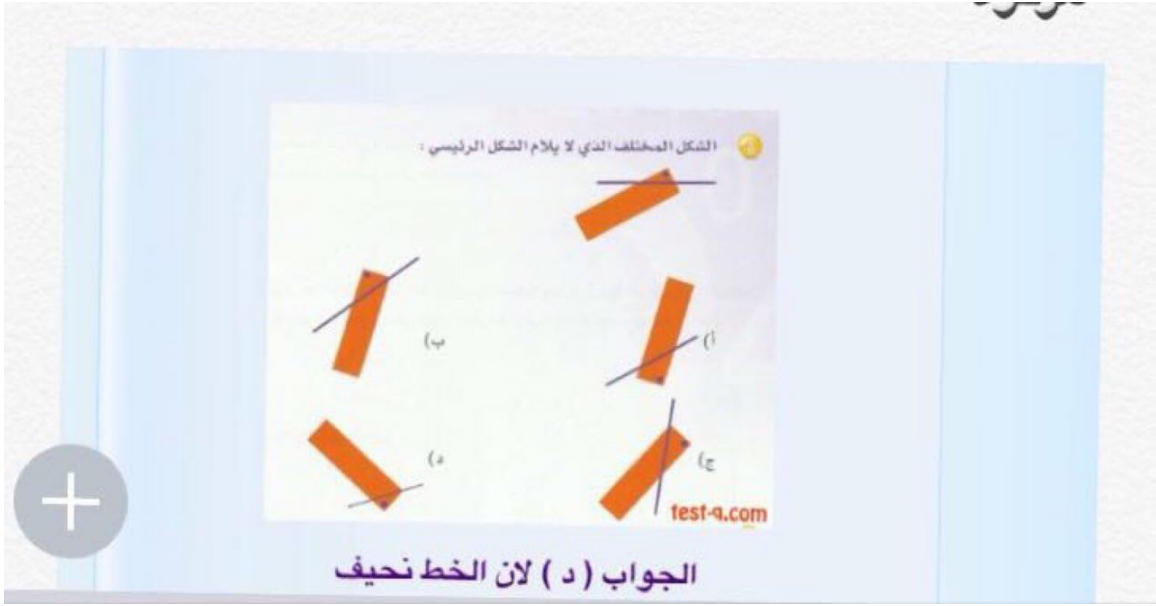 الشكل المختلف الذي لا يلائم الشكل الرئيسي :
أ)
ب)
ج)
د)
test-q.com
الجواب ( د ) لان الخط نحيف